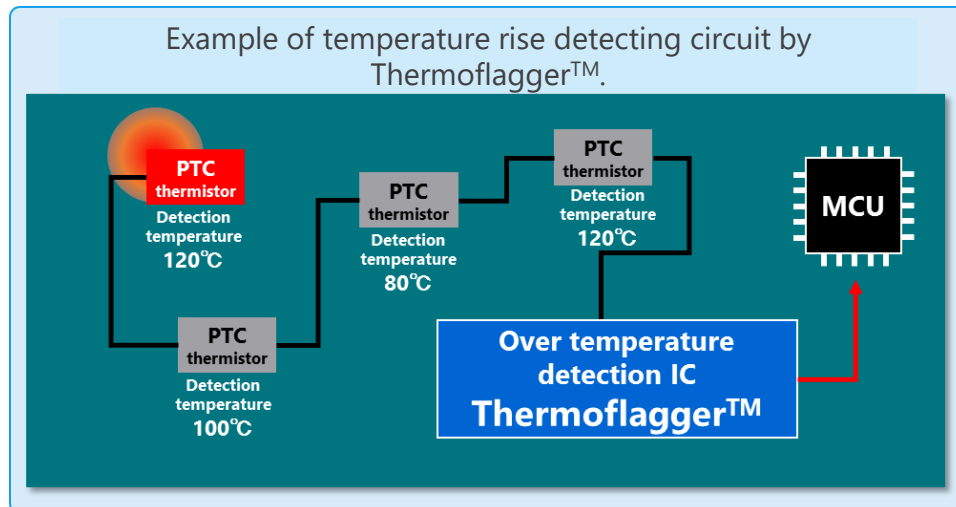 Example of temperature rise detecting circuit by
Thermoflagger™.
PTC
thermistor
Detection
temperature
120℃
PTC
thermistor
Detection
temperature
100℃
PTC
thermistor
Detection
temperature
80℃
PTC
thermistor
Detection
temperature
120℃
MCU
Over temperature
detection IC
Thermoflagger™